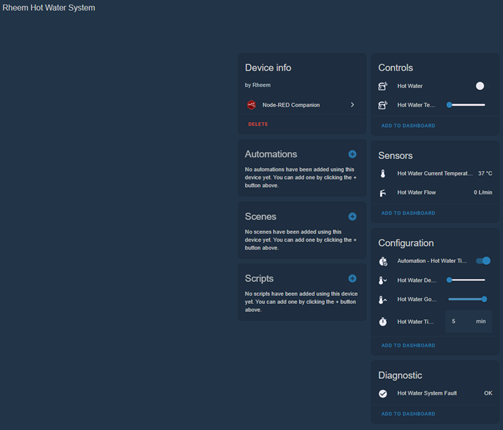 Rheem Hot Water System
Device info
by Rheem
Node-RED Companion
DELETE
Automations
No automations have been added using this
device yet. You can add one by clicking the +
button above.
Scenes
No scenes have been added using this
device yet. You can add one by clicking the +
button above.
Scripts
No scripts have been added using this device
yet. You can add one by clicking the + button
above.
Controls
Hot Water
Hot Water Te...
ADD TO DASHBOARD
Sensors
Hot Water Current Temperat... 37 °C
Hot Water Flow 0 L/min
ADD TO DASHBOARD
Configuration
Automation - Hot Water Ti...
Hot Water De...
Hot Water Go...
Hot Water Ti... 5 min
ADD TO DASHBOARD
Diagnostic
Hot Water System Fault OK
ADD TO DASHBOARD